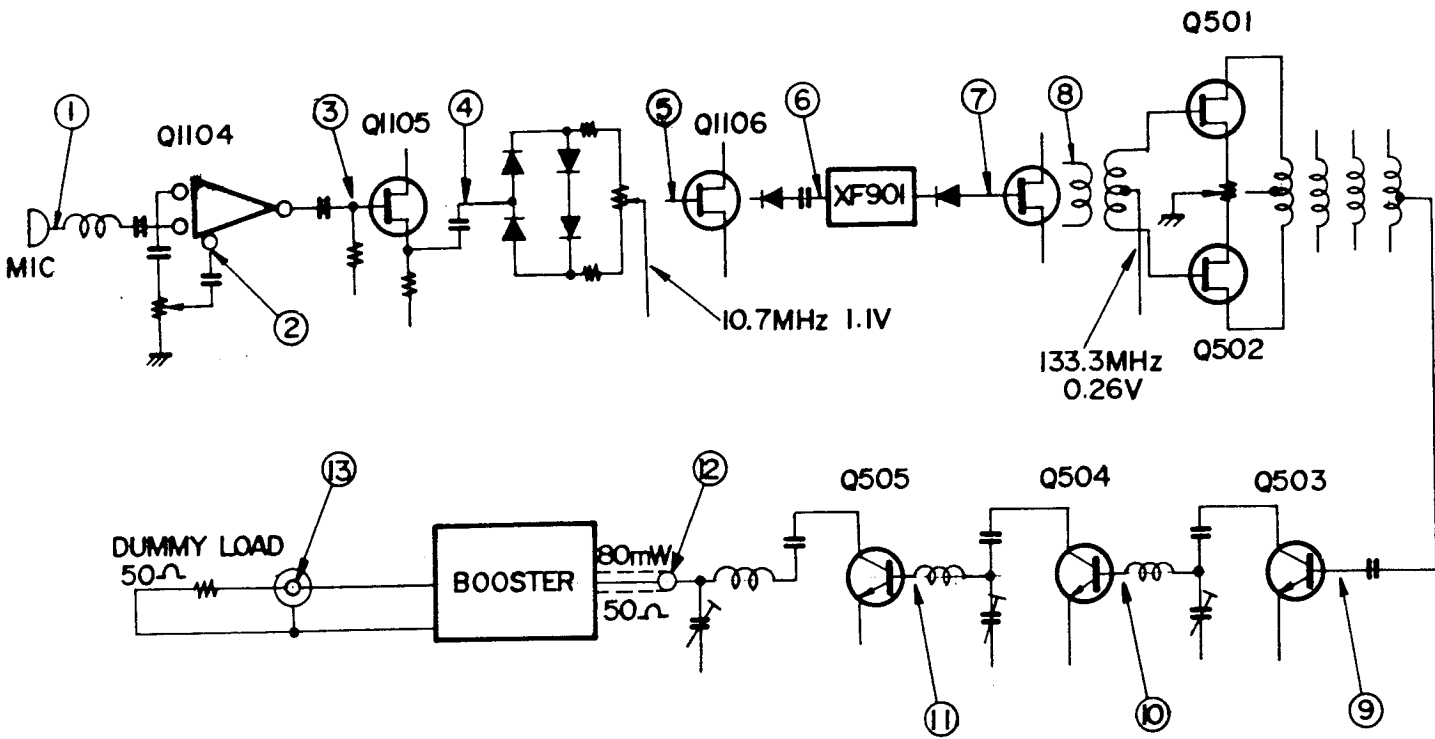 Q501
①
③
④
⑤
⑥
⑦
⑧
Q1104
Q1105
Q1106
XF901
MIC
②
10.7MHz 1.1V
133.3MHz
0.26V
Q502
⑬
⑫
Q505
Q504
Q503
DUMMY LOAD
50Ω
BOOSTER
80mW
50Ω
⑪
⑩
⑨